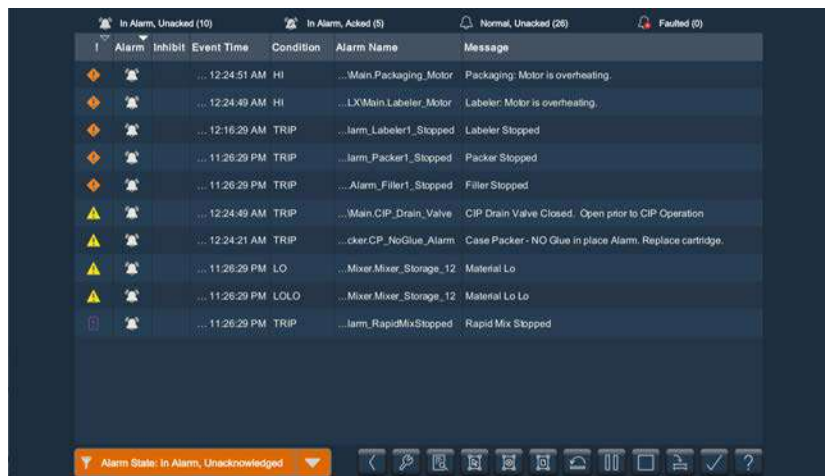 In Alarm, Unacked (10) In Alarm, Acked (5) Normal, Unacked (26) Faulted (0)
! Alarm Inhibit Event Time Condition Alarm Name Message
... 12:24:51 AM HI ...\Main.Packaging_Motor Packaging: Motor is overheating.
... 12:24:49 AM HI ...LX\Main.Labeler_Motor Labeler: Motor is overheating.
... 12:16:29 AM TRIP ...larm_Labeler1_Stopped Labeler Stopped
... 11:26:29 PM TRIP ...larm_Packer1_Stopped Packer Stopped
... 11:26:29 PM TRIP ...Alarm_Filler1_Stopped Filler Stopped
... 12:24:49 AM TRIP ...\Main.CIP_Drain_Valve CIP Drain Valve Closed. Open prior to CIP Operation
... 12:24:21 AM TRIP ...cker.CP_NoGlue_Alarm Case Packer - NO Glue in place Alarm. Replace cartridge.
... 11:26:29 PM LO ...Mixer.Mixer_Storage_12 Material Lo
... 11:26:29 PM LOLO ...Mixer.Mixer_Storage_12 Material Lo Lo
... 11:26:29 PM TRIP ...larm_RapidMixStopped Rapid Mix Stopped
Alarm State: In Alarm, Unacknowledged ?